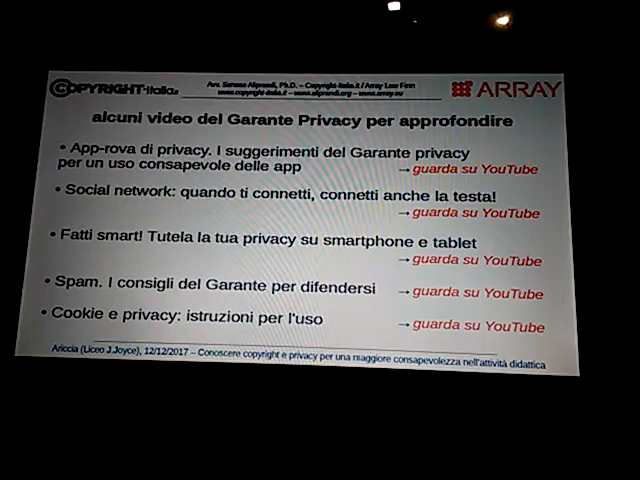 COPYRIGHT-Italia.it
Avv. Simone Aliprandi, Ph.D. – Copyright-Italia.it / Array Law Firm
www.copyright-italia.it – www.aliprandi.org – www.array.eu
ARRAY
alcuni video del Garante Privacy per approfondire
• App-rova di privacy. I suggerimenti del Garante privacy
per un uso consapevole delle app
→ guarda su YouTube
• Social network: quando ti connetti, connetti anche la testa!
→ guarda su YouTube
• Fatti smart! Tutela la tua privacy su smartphone e tablet
→ guarda su YouTube
• Spam. I consigli del Garante per difendersi → guarda su YouTube
• Cookie e privacy: istruzioni per l'uso → guarda su YouTube
Ariccia (Liceo J.Joyce), 12/12/2017 – Conoscere copyright e privacy per una maggiore consapevolezza nell'attività didattica